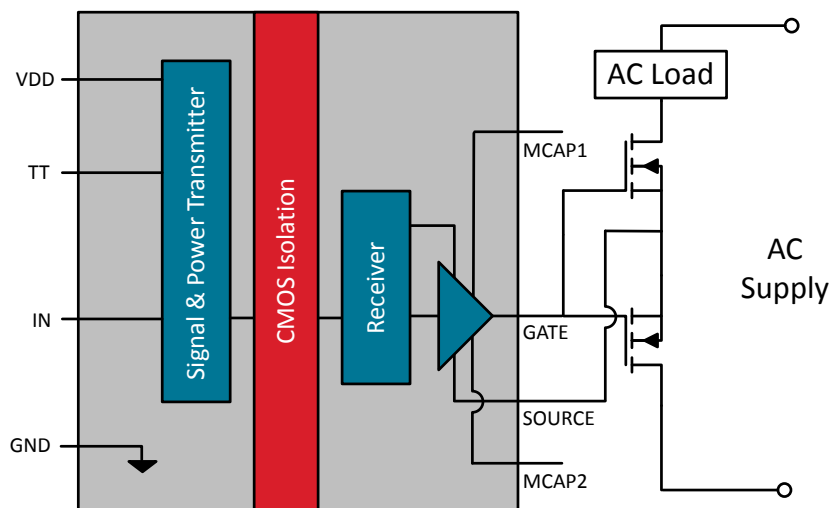 VDD
TT
IN
GND
Signal & Power Transmitter
CMOS Isolation
Receiver
MCAP1
GATE
SOURCE
MCAP2
AC Load
AC
Supply